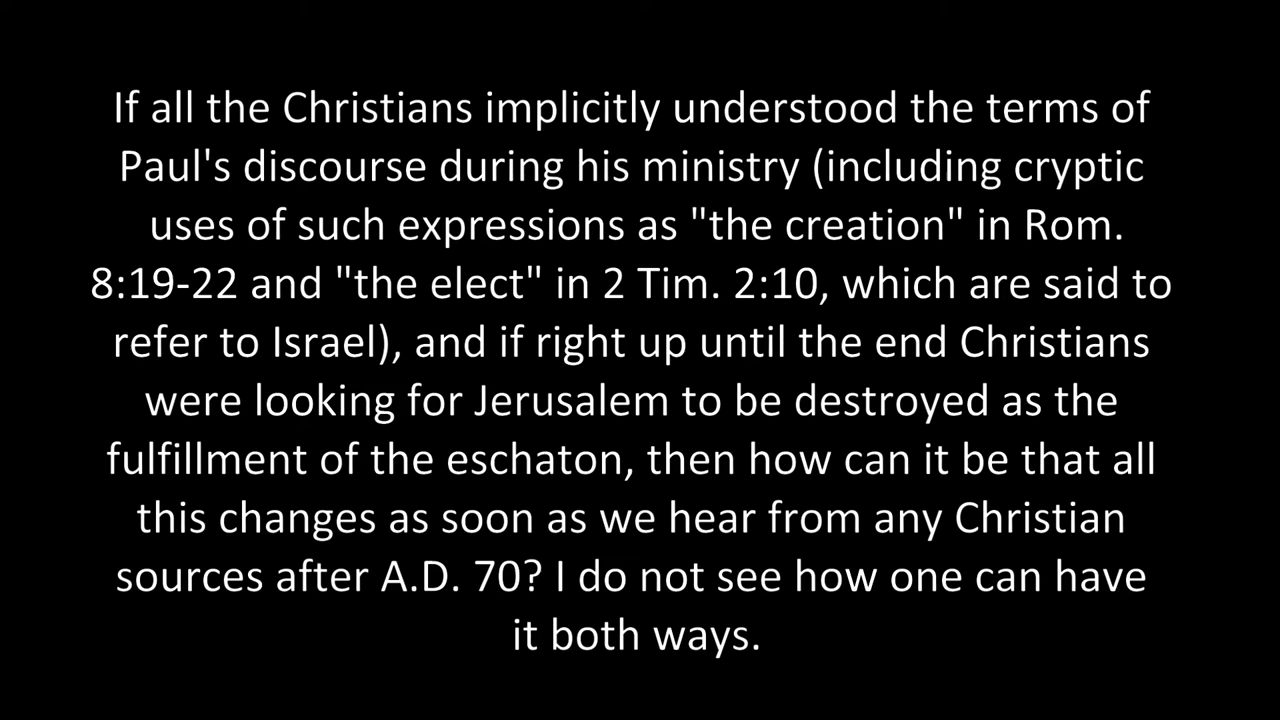 If all the Christians implicitly understood the terms of
Paul's discourse during his ministry (including cryptic
uses of such expressions as "the creation" in Rom.
8:19-22 and "the elect" in 2 Tim. 2:10, which are said to
refer to Israel), and if right up until the end Christians
were looking for Jerusalem to be destroyed as the
fulfillment of the eschaton, then how can it be that all
this changes as soon as we hear from any Christian
sources after A.D. 70? I do not see how one can have
it both ways.